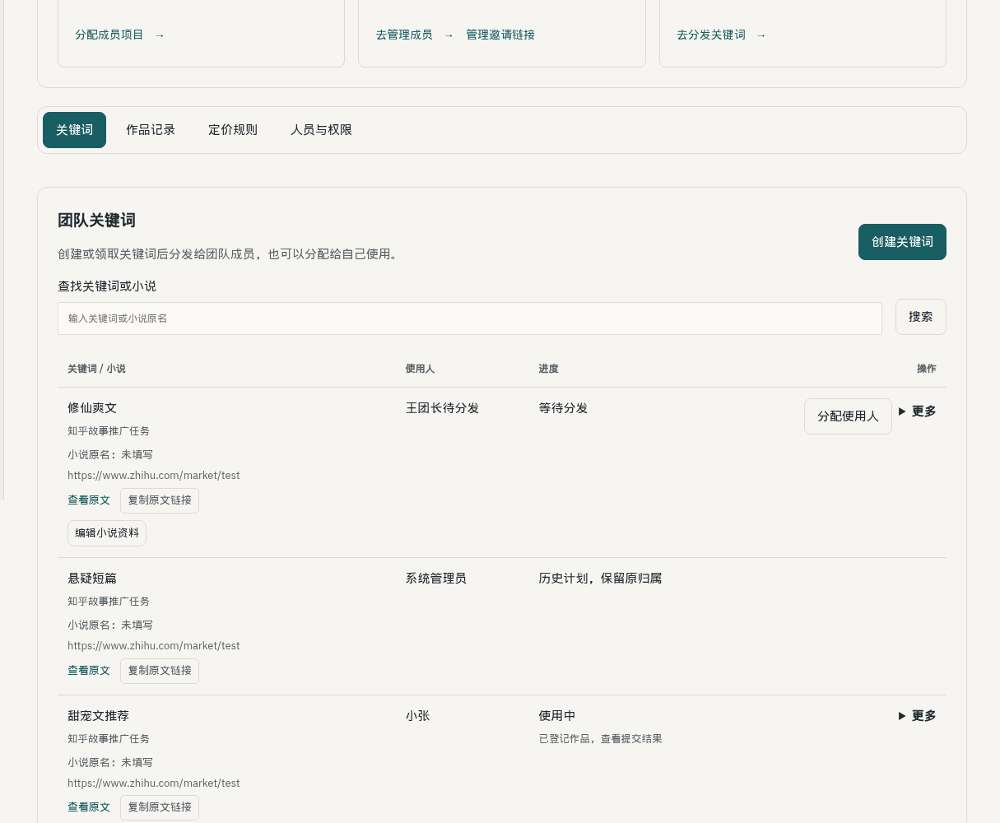 分配成员项目 →
去管理成员 → 管理邀请链接
去分发关键词 →
关键词 作品记录 定价规则 人员与权限
团队关键词
创建或领取关键词后分发给团队成员，也可以分配给自己使用。
创建关键词
查找关键词或小说
输入关键词或小说原名
搜索
关键词 / 小说 使用人 进度 操作
修仙爽文 王团长待分发 等待分发 分配使用人 ▶ 更多
知乎故事推广任务
小说原名：未填写
https://www.zhihu.com/market/test
查看原文 复制原文链接
编辑小说资料
悬疑短篇 系统管理员 历史计划，保留原归属
知乎故事推广任务
小说原名：未填写
https://www.zhihu.com/market/test
查看原文 复制原文链接
甜宠文推荐 小张 使用中 ▶ 更多
知乎故事推广任务 已登记作品，查看提交结果
小说原名：未填写
https://www.zhihu.com/market/test
查看原文 复制原文链接